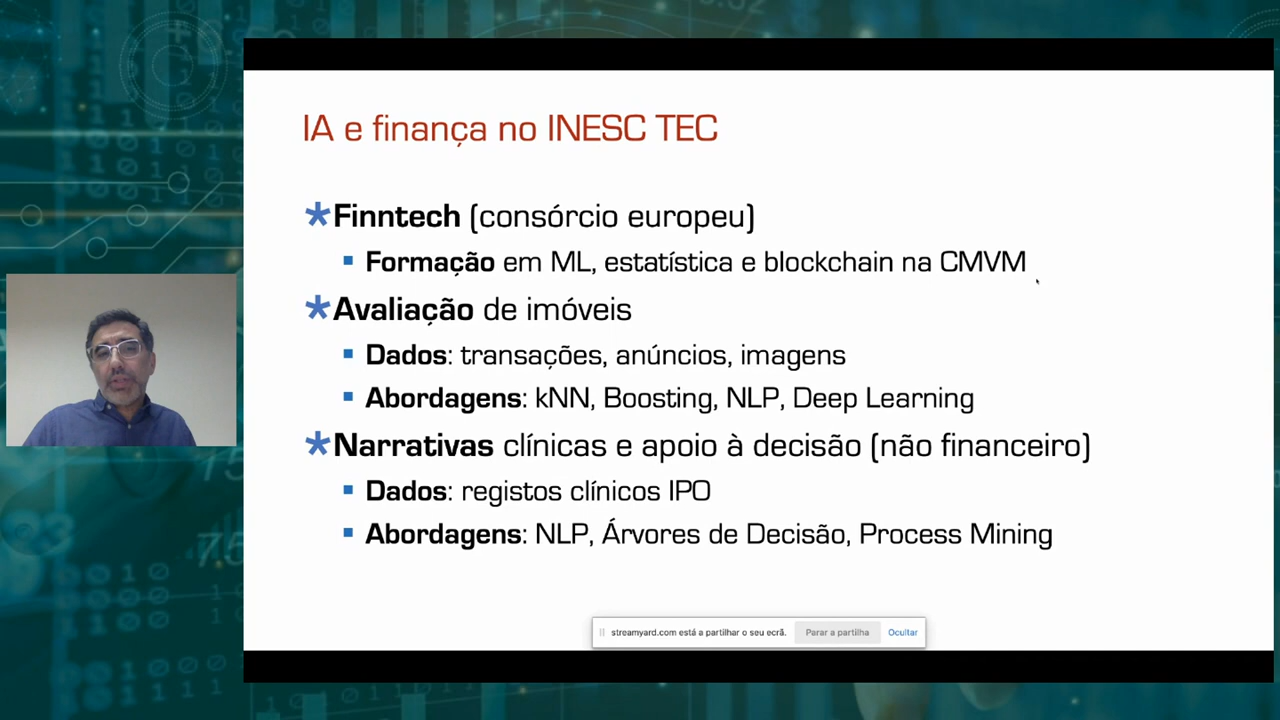 IA e finança no INESC TEC
*Finntech (consórcio europeu)
▪ Formação em ML, estatística e blockchain na CMVM
*Avaliação de imóveis
▪ Dados: transações, anúncios, imagens
▪ Abordagens: kNN, Boosting, NLP, Deep Learning
*Narrativas clínicas e apoio à decisão (não financeiro)
▪ Dados: registos clínicos IPO
▪ Abordagens: NLP, Árvores de Decisão, Process Mining
streamyard.com está a partilhar o seu ecrã. Parar a partilha Ocultar